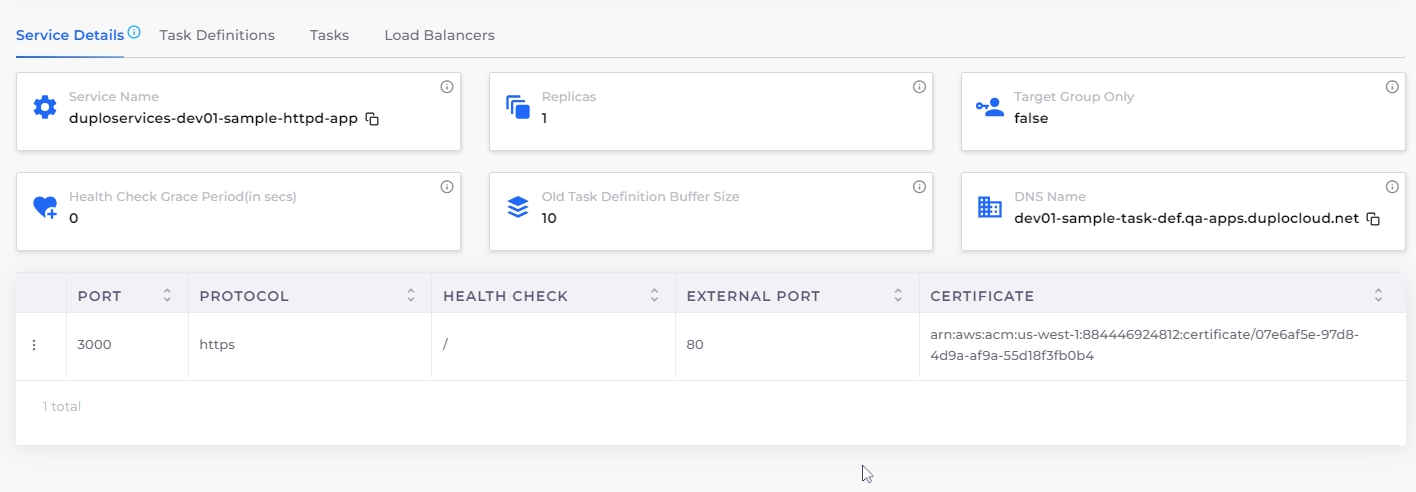 Service Details Task Definitions Tasks Load Balancers
Service Name
duploservices-dev01-sample-httpd-app
Replicas
1
Target Group Only
false
Health Check Grace Period(in secs)
0
Old Task Definition Buffer Size
10
DNS Name
dev01-sample-task-def.qa-apps.duplocloud.net
PORT PROTOCOL HEALTH CHECK EXTERNAL PORT CERTIFICATE
3000 https / 80 arn:aws:acm:us-west-1:884446924812:certificate/07e6af5e-97d8-
4d9a-af9a-55d18f3fb0b4
1 total